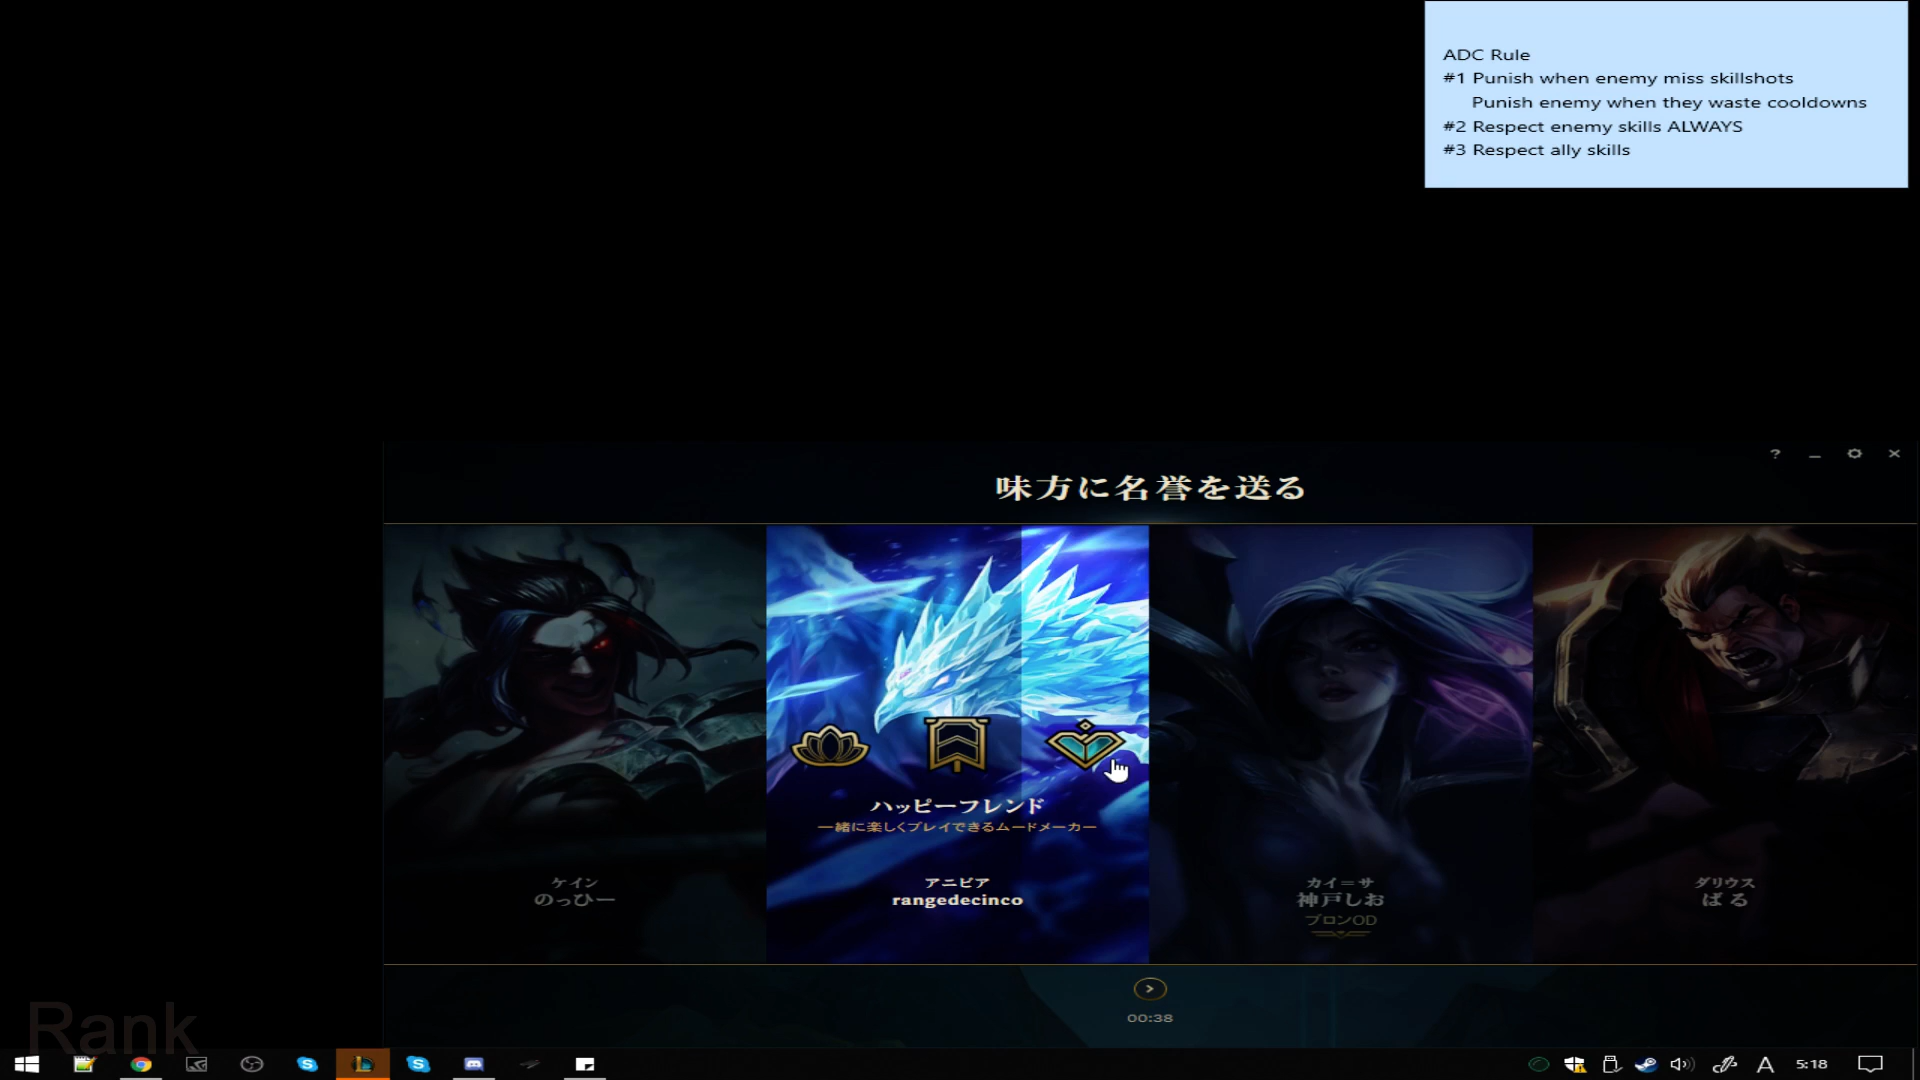 ADC Rule
#1 Punish when enemy miss skillshots
Punish enemy when they waste cooldowns
#2 Respect enemy skills ALWAYS
#3 Respect ally skills
?
味方に名誉を送る
ハッピーフレンド
一緒に楽しくプレイできるムードメーカー
ケイン
のっひー
アニビア
rangedecinco
カイ=サ
神戸しお
ブロンOD
ダリウス
ばる
00:38
Rank
A
5:18